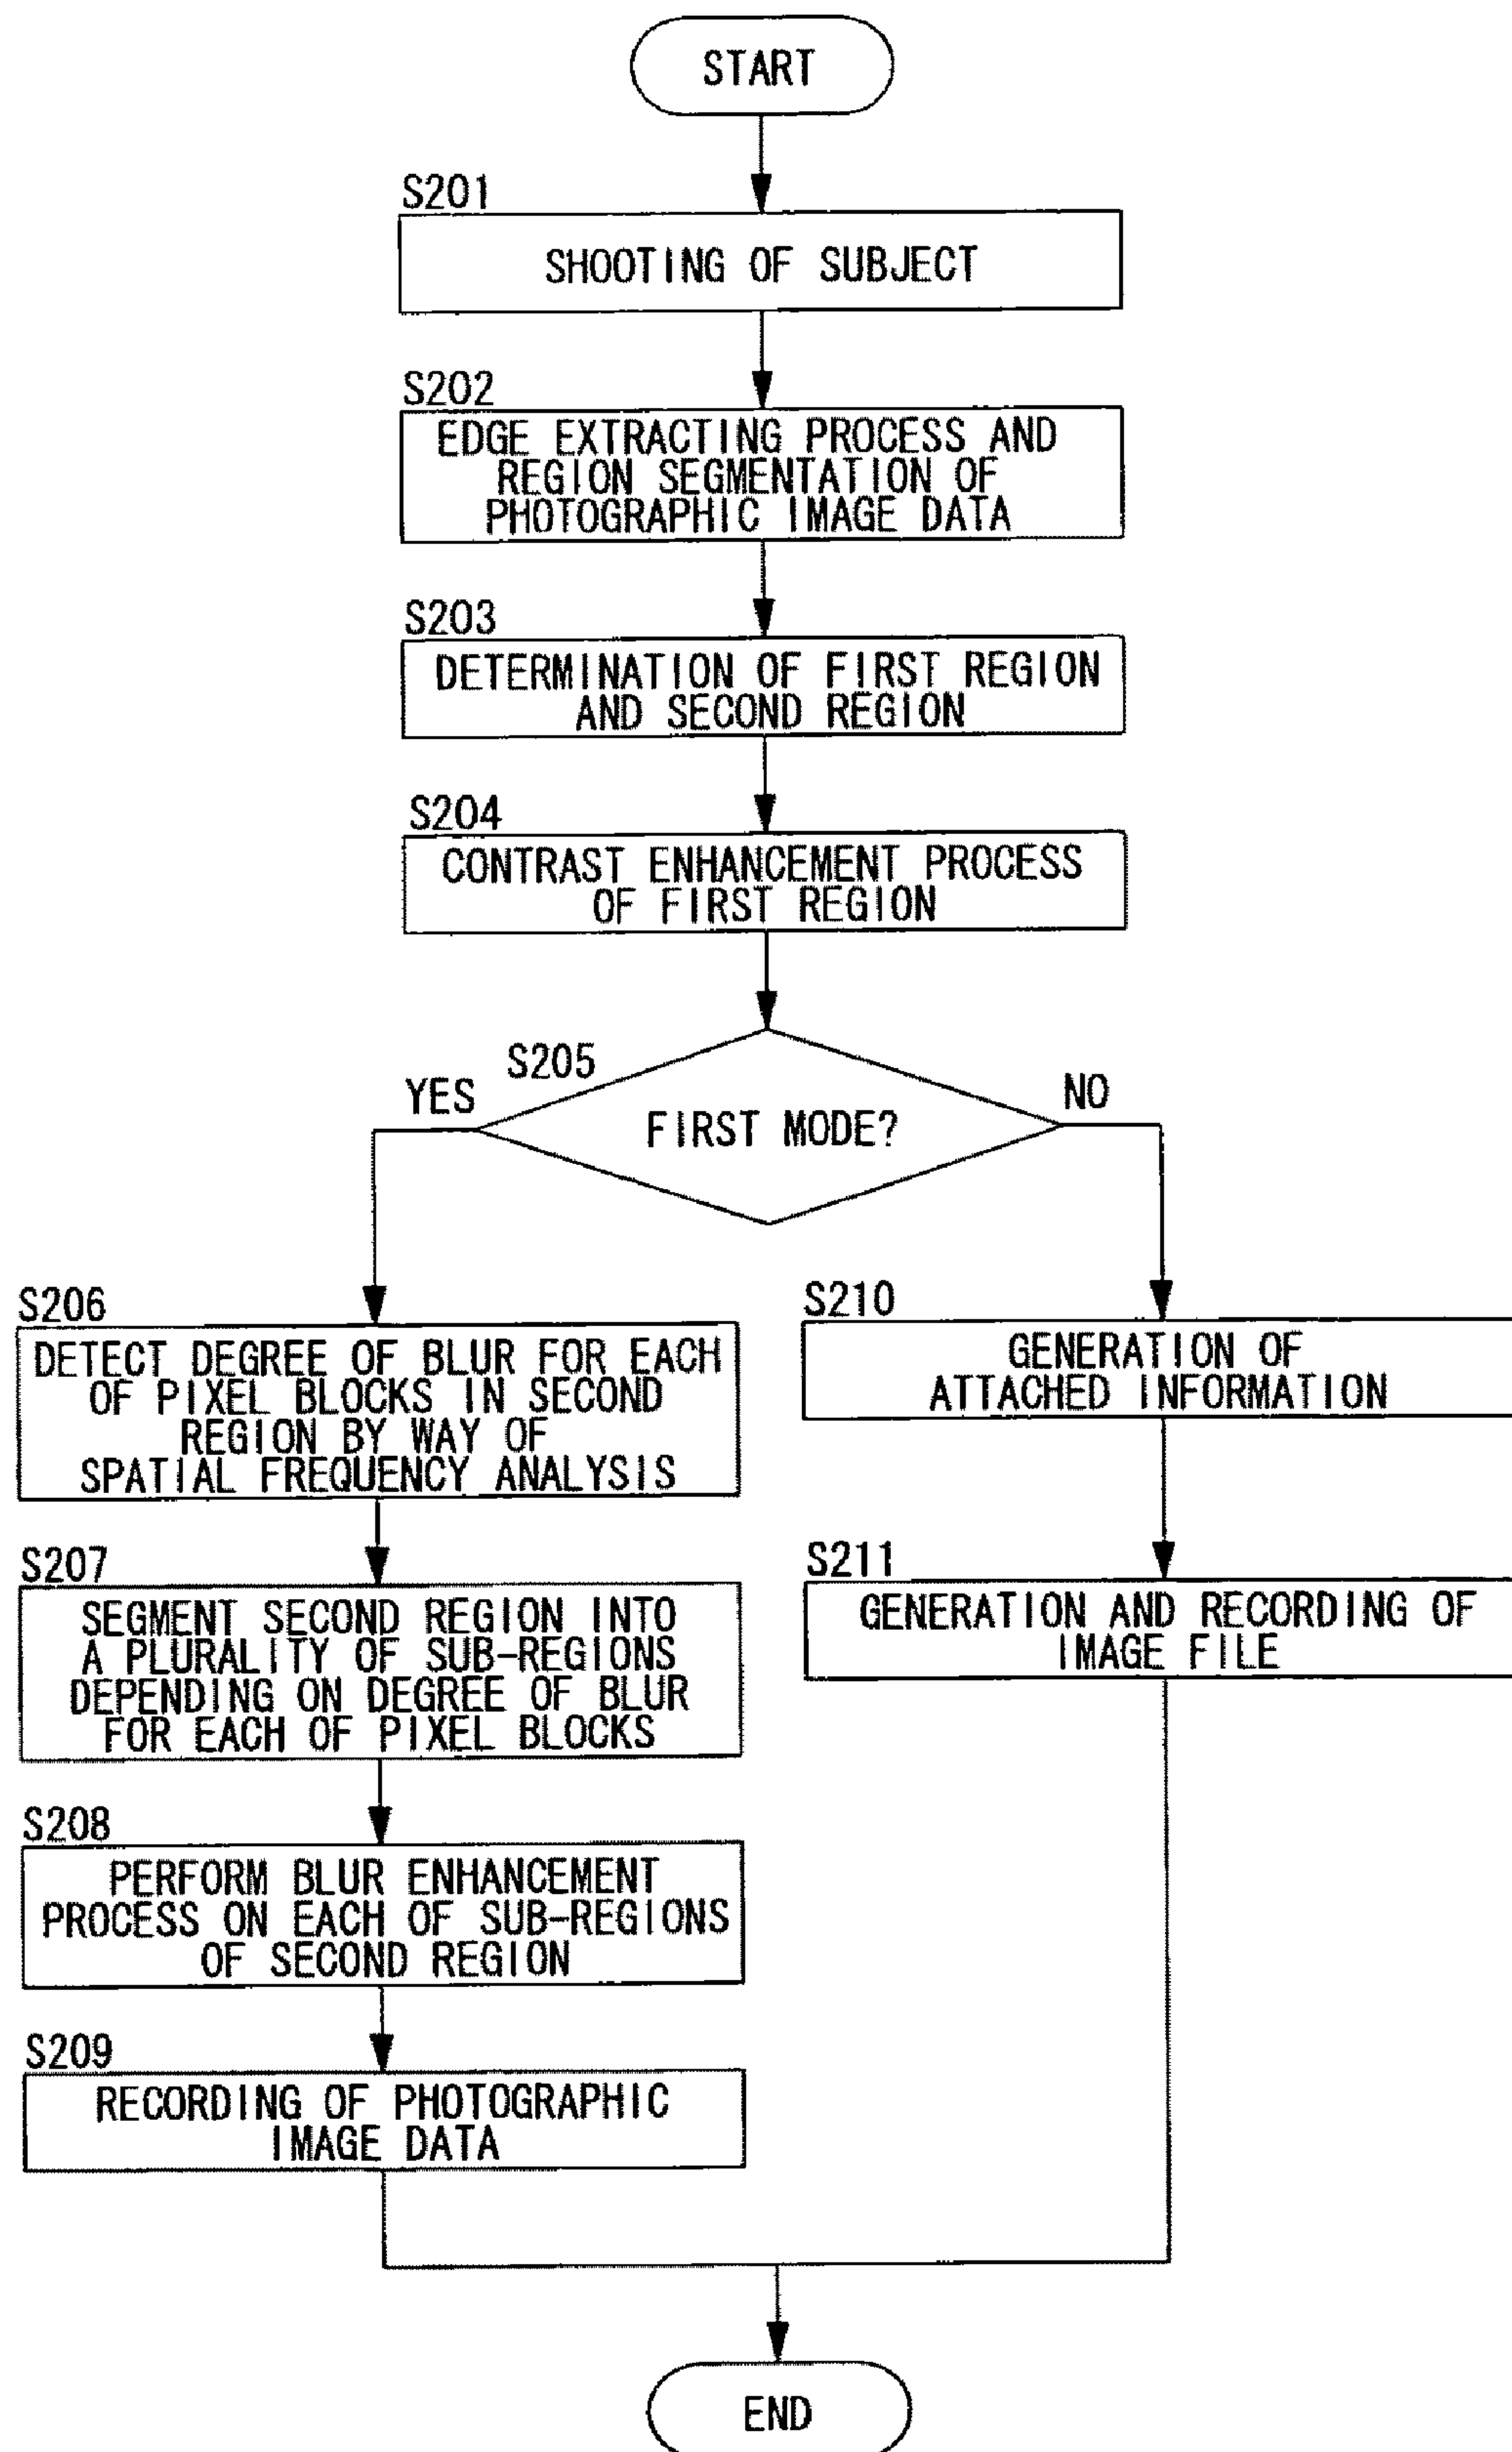 START
S201
SHOOTING OF SUBJECT
S202
EDGE EXTRACTING PROCESS AND
REGION SEGMENTATION OF
PHOTOGRAPHIC IMAGE DATA
S203
DETERMINATION OF FIRST REGION
AND SECOND REGION
S204
CONTRAST ENHANCEMENT PROCESS
OF FIRST REGION
S205
FIRST MODE?
YES
NO
S206
DETECT DEGREE OF BLUR FOR EACH
OF PIXEL BLOCKS IN SECOND
REGION BY WAY OF
SPATIAL FREQUENCY ANALYSIS
S207
SEGMENT SECOND REGION INTO
A PLURALITY OF SUB-REGIONS
DEPENDING ON DEGREE OF BLUR
FOR EACH OF PIXEL BLOCKS
S208
PERFORM BLUR ENHANCEMENT
PROCESS ON EACH OF SUB-REGIONS
OF SECOND REGION
S209
RECORDING OF PHOTOGRAPHIC
IMAGE DATA
S210
GENERATION OF
ATTACHED INFORMATION
S211
GENERATION AND RECORDING OF
IMAGE FILE
END